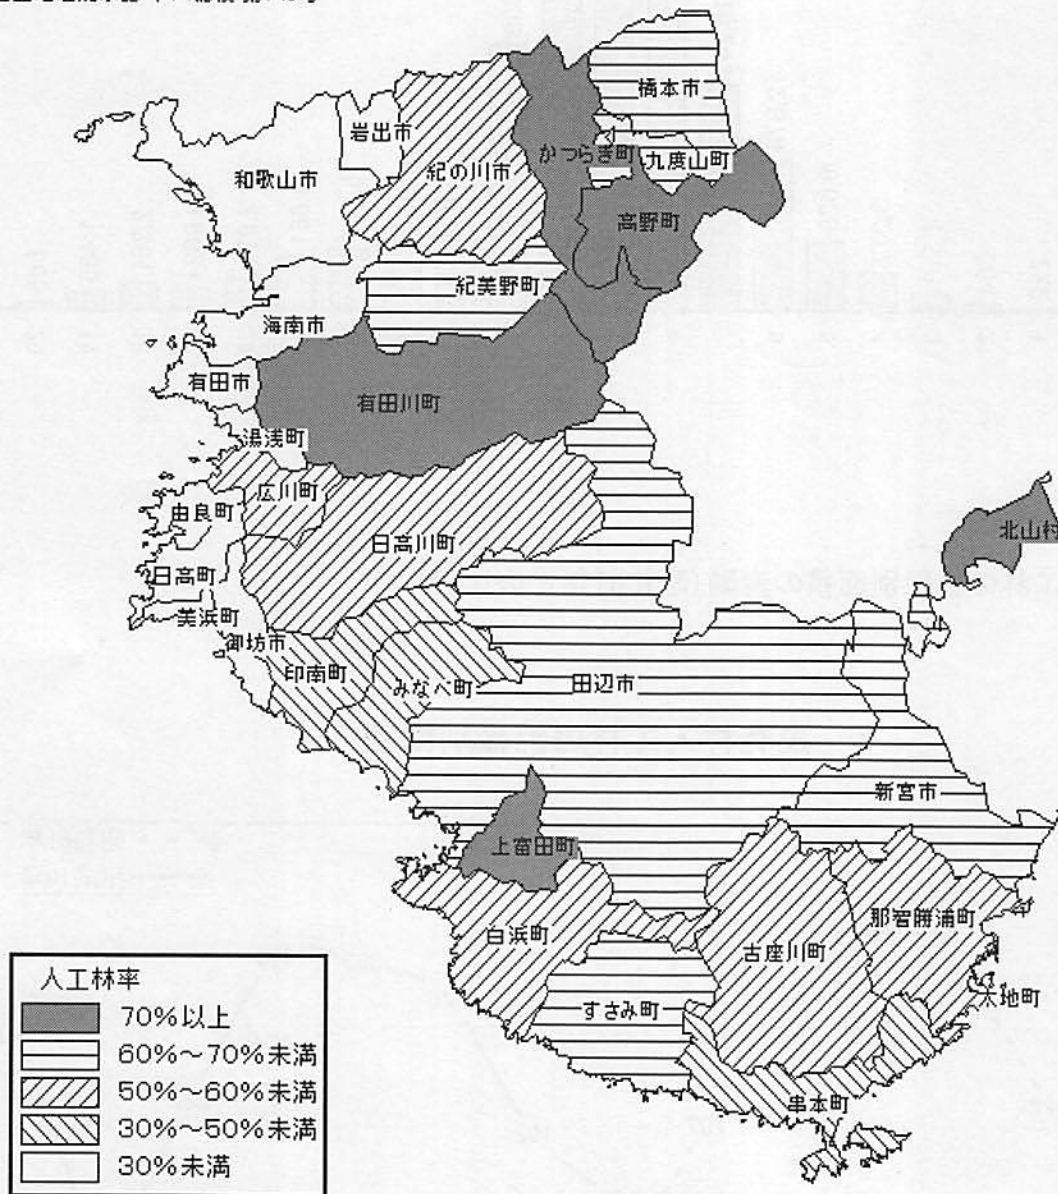 橋本市
岩出市
かつらぎ町
九度山町
紀の川市
和歌山市
高野町
紀美野町
海南市
有田市
有田川町
湯浅町
広川町
由良町
北山村
日高川町
日高町
美浜町
御坊市
印南町
みなべ町
田辺市
新宮市
上富田町
那智勝浦町
白浜町
古座川町
太地町
すさみ町
串本町
人工林率
70%以上
60%～70%未満
50%～60%未満
30%～50%未満
30%未満